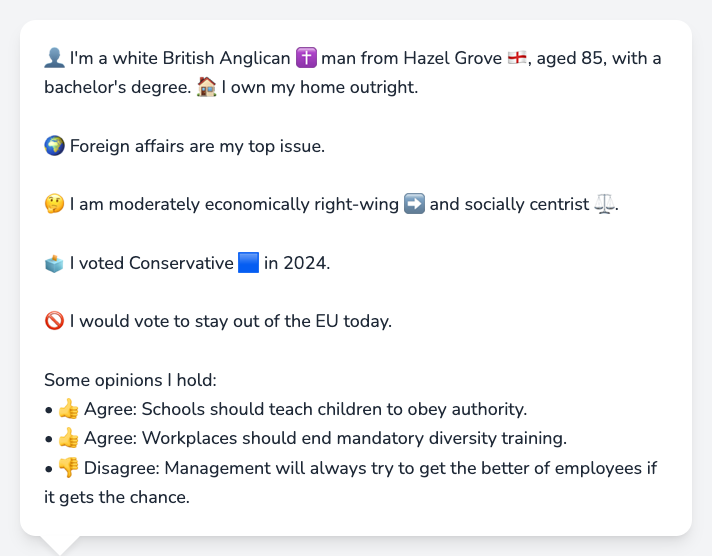 👤 I'm a white British Anglican ✝️ man from Hazel Grove 🏴󠁧󠁢󠁥󠁮󠁧󠁿, aged 85, with a
bachelor's degree. 🏠 I own my home outright.
🌍 Foreign affairs are my top issue.
🤔 I am moderately economically right-wing ➡️ and socially centrist ⚖️.
🗳️ I voted Conservative 🟦 in 2024.
🚫 I would vote to stay out of the EU today.
Some opinions I hold:
• 👍 Agree: Schools should teach children to obey authority.
• 👍 Agree: Workplaces should end mandatory diversity training.
• 👎 Disagree: Management will always try to get the better of employees if
it gets the chance.